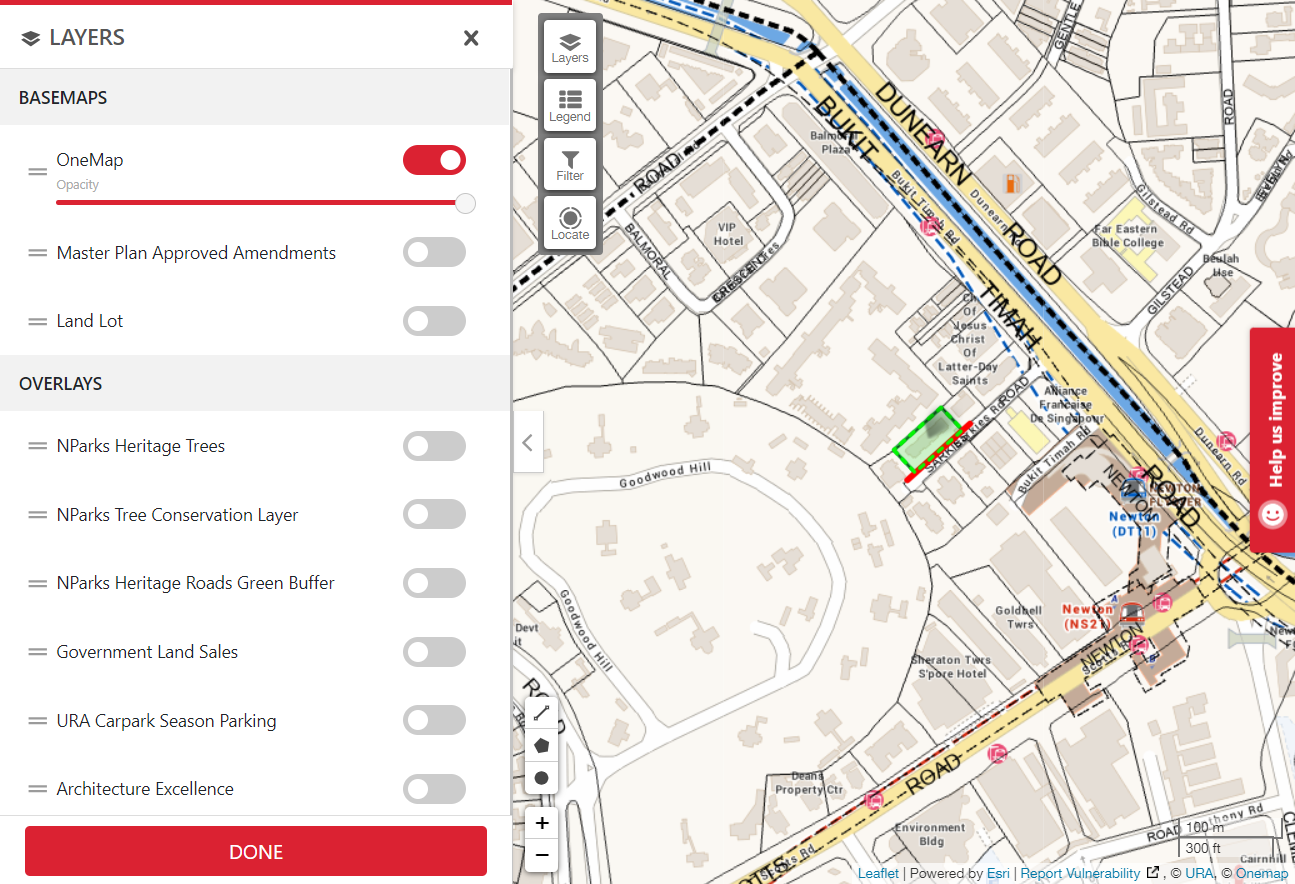 LAYERS
BASEMAPS
OneMap
Opacity
Master Plan Approved Amendments
Land Lot
OVERLAYS
NParks Heritage Trees
NParks Tree Conservation Layer
NParks Heritage Roads Green Buffer
Government Land Sales
URA Carpark Season Parking
Architecture Excellence
DONE
Layers
Legend
Filter
Locate
GENTLE
ROAD
DUNEARN
ROAD
BUKIT
TIMAH
ROAD
Balmoral
Plaza
ROAD
Bukit Timah Rd
Dunearn Rd
Gilstead Rd
Far Eastern
Bible College
Beulah
Hse
GILSTEAD
VIP
Hotel
BALMORAL
CRESCENT
Ch
Of
Jesus
Christ
Of
Latter-Day
Saints
ROAD
Alliance
Francaise
De Singapour
Bukit Timah Rd
Dunearn Rd
Goodwood Hill
Goodwood Hill
NEWTON
Newton
(DT11)
Newton
(NS21)
A
B
NEWTON
Goldbell
Twrs
Sheraton Twrs
S'pore Hotel
Devt
ROAD
Deans
Property Ctr
Environment
Bldg
ROAD
Scotts Rd
Cairnhill
100 m
300 ft
+
−
Help us improve
Leaflet | Powered by Esri | Report Vulnerability , © URA, © Onemap